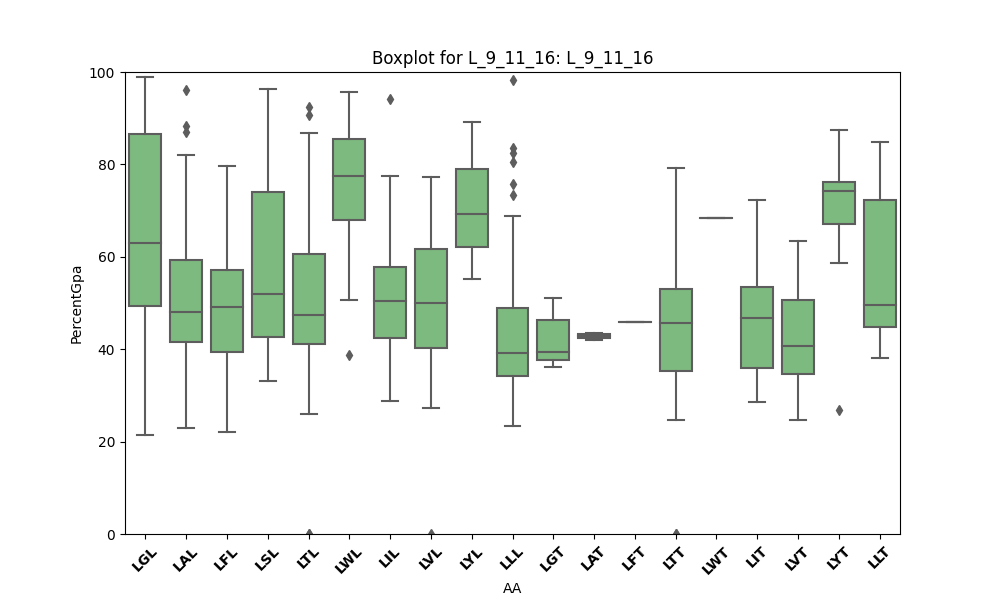 Boxplot for L_9_11_16: L_9_11_16
100
80
60
40
20
0
PercentGpa
LGL LAL LFL LSL LTL LWL LIL LVL LYL LLL LGT LAT LFT LTT LWT LIT LVT LYT LLT
AA